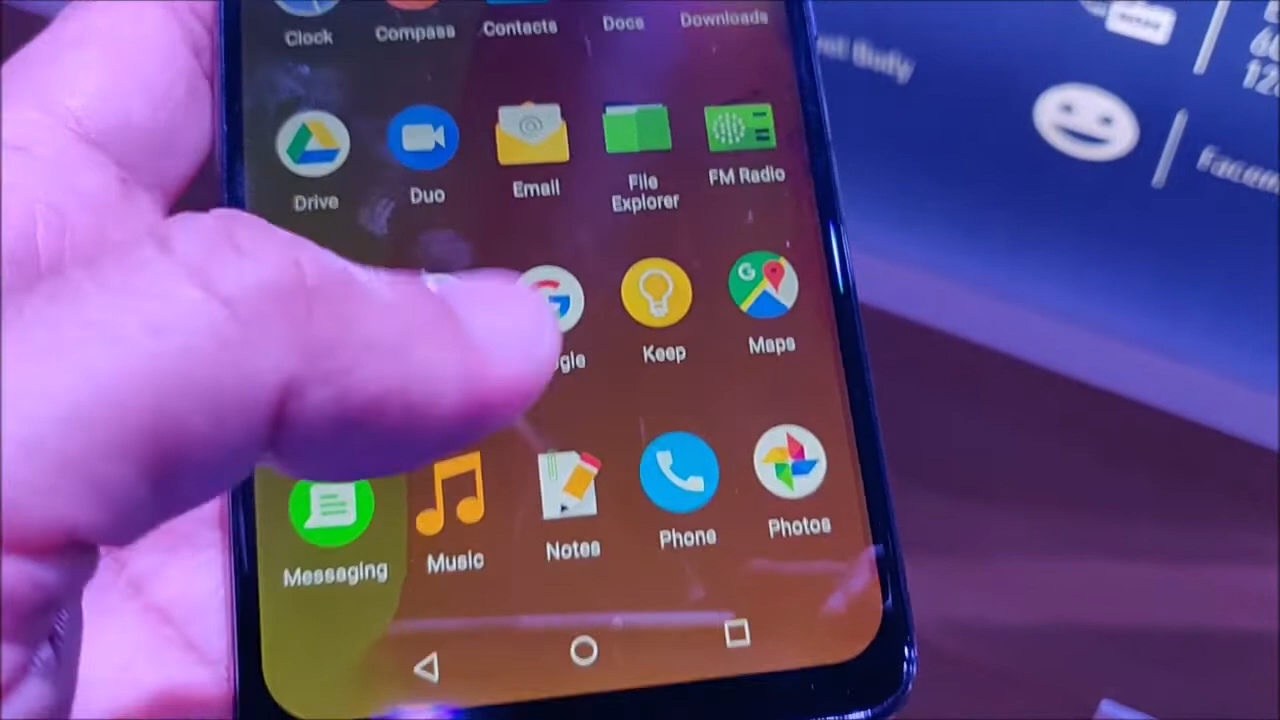 Clock
Compass
Contacts
Docs
Downloads
Drive
Duo
Email
File
Explorer
FM Radio
Keep
Maps
Messaging
Music
Notes
Phone
Photos
Body